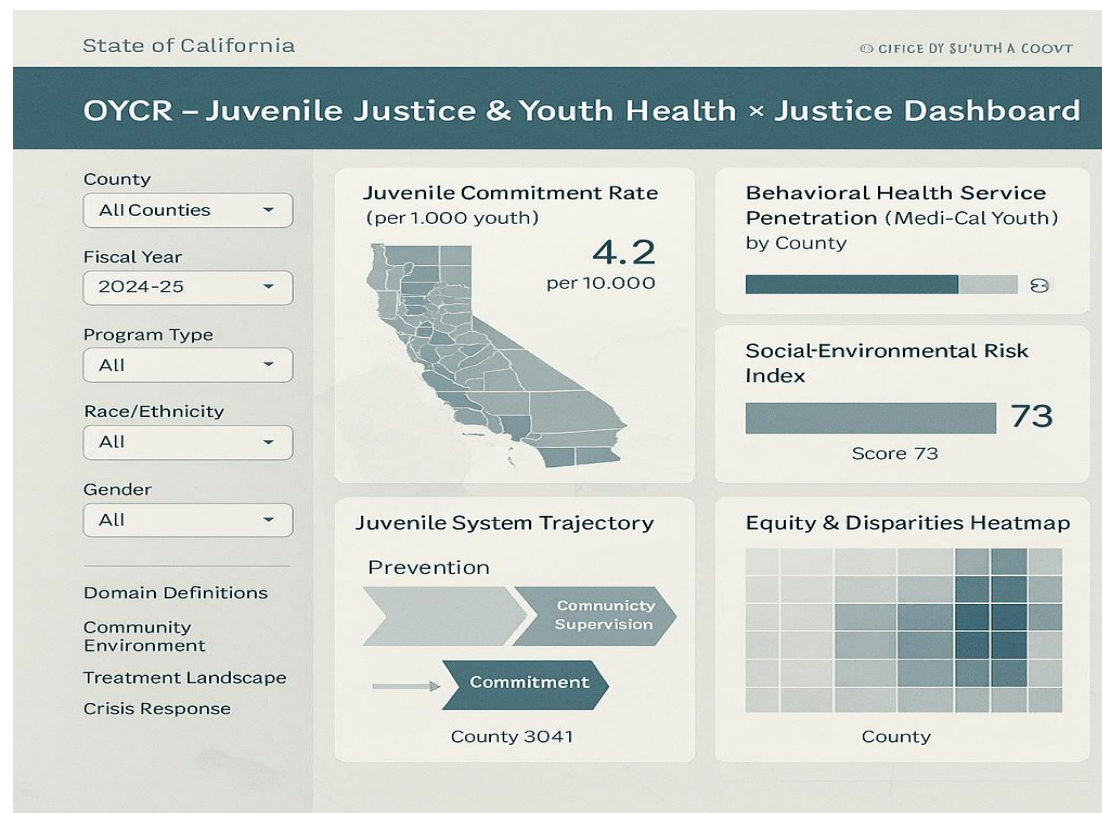 State of California
OYCR – Juvenile Justice & Youth Health × Justice Dashboard
County
All Counties
Fiscal Year
2024-25
Program Type
All
Race/Ethnicity
All
Gender
All
Domain Definitions
Community
Environment
Treatment Landscape
Crisis Response
Juvenile Commitment Rate
(per 1.000 youth)
4.2
per 10.000
Behavioral Health Service
Penetration (Medi-Cal Youth)
by County
Social-Environmental Risk
Index
73
Score 73
Juvenile System Trajectory
Prevention
Comnunicty
Supervision
Commitment
County 3041
Equity & Disparities Heatmap
County